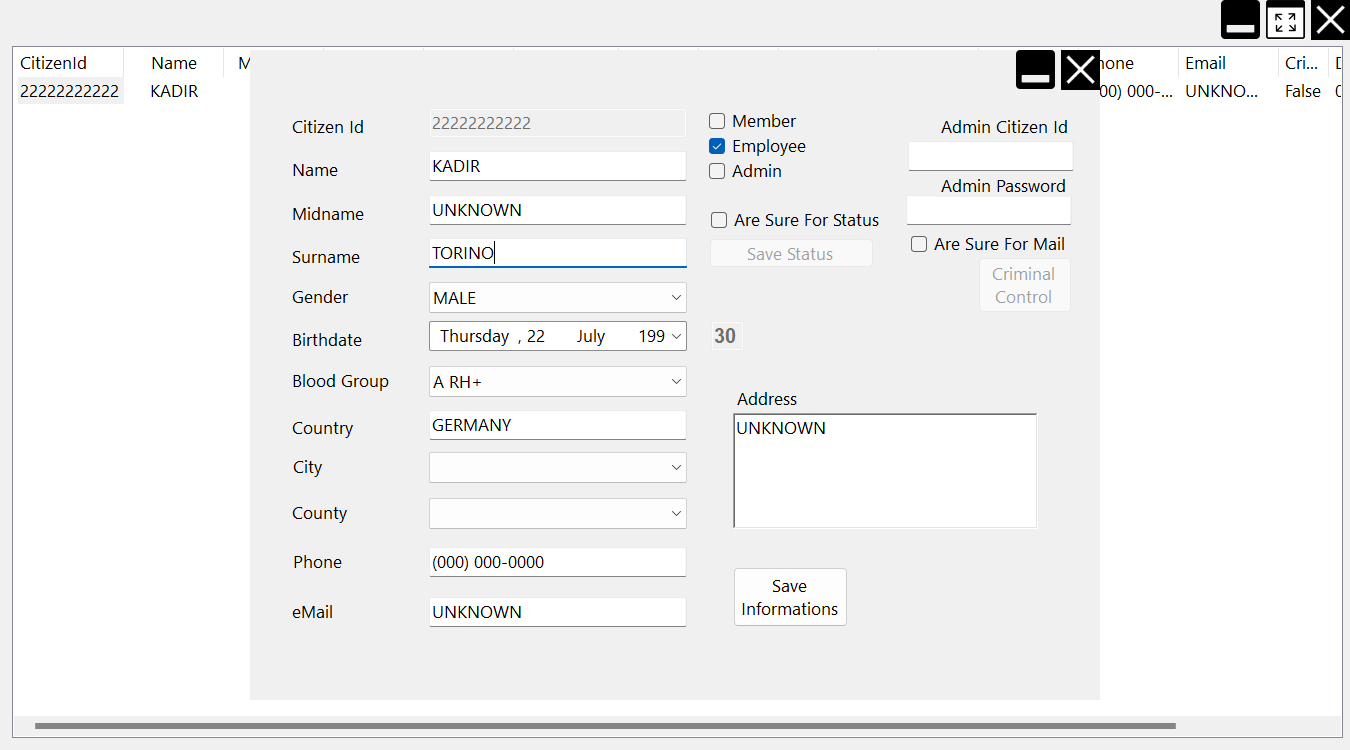 CitizenId Name M hone Email Cri... D
22222222222 KADIR 00) 000-... UNKNO... False 0
Citizen Id 22222222222
Name KADIR
Midname UNKNOWN
Surname TORINO
Gender MALE
Birthdate Thursday , 22 July 199
Blood Group A RH+
Country GERMANY
City
County
Phone (000) 000-0000
eMail UNKNOWN
Member
Employee
Admin
Are Sure For Status
Save Status
30
Admin Citizen Id
Admin Password
Are Sure For Mail
Criminal
Control
Address
UNKNOWN
Save
Informations